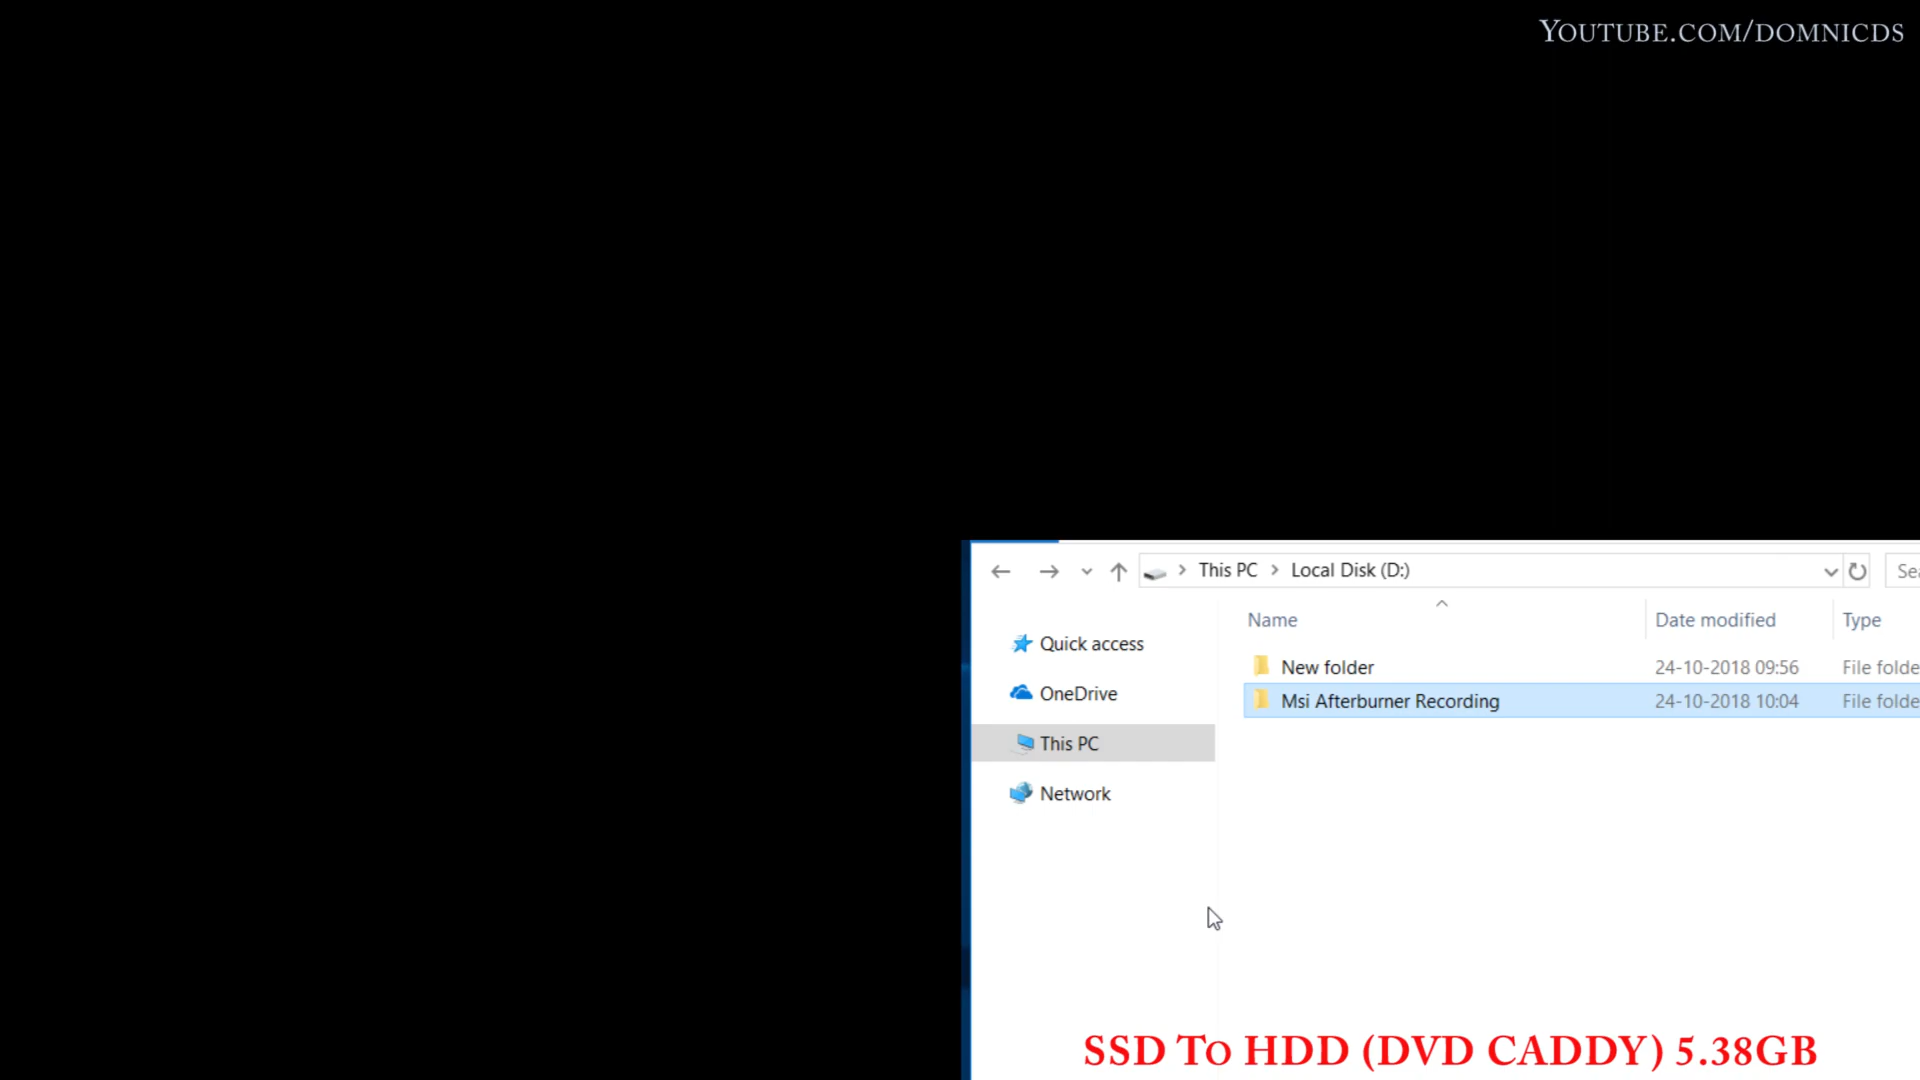 YOUTUBE.COM/DOMNICDS
This PC > Local Disk (D:)
Name Date modified Type
Quick access
New folder 24-10-2018 09:56
OneDrive
Msi Afterburner Recording 24-10-2018 10:04
This PC
Network
SSD TO HDD (DVD CADDY) 5.38GB